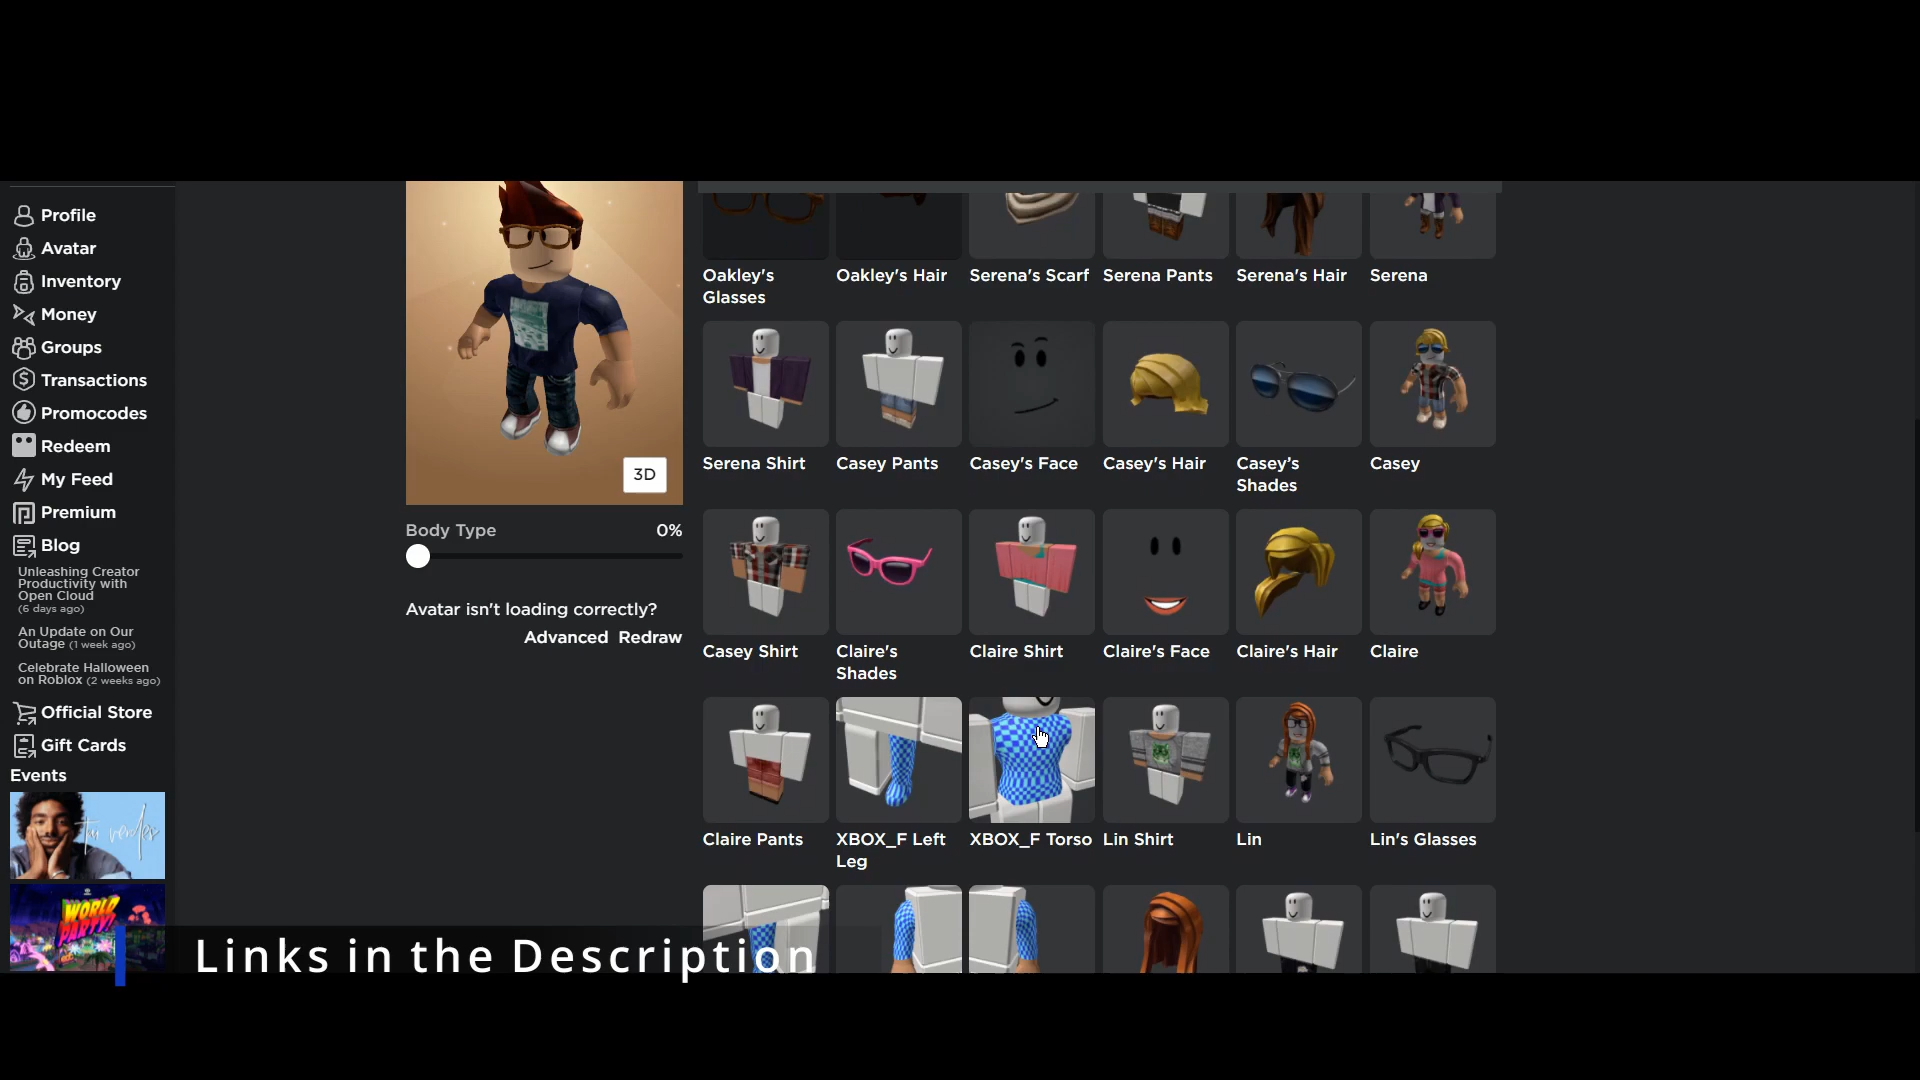 Profile
Avatar
Inventory
Money
Groups
Transactions
Promocodes
Redeem
My Feed
Premium
Blog
Unleashing Creator
Productivity with
Open Cloud
(6 days ago)
An Update on Our
Outage (1 week ago)
Celebrate Halloween
on Roblox (2 weeks ago)
Official Store
Gift Cards
Events
WORLD
PARTY!
3D
Body Type 0%
Avatar isn't loading correctly?
Advanced Redraw
Oakley's
Glasses
Oakley's Hair
Serena's Scarf
Serena Pants
Serena's Hair
Serena
Serena Shirt
Casey Pants
Casey's Face
Casey's Hair
Casey's
Shades
Casey
Casey Shirt
Claire's
Shades
Claire Shirt
Claire's Face
Claire's Hair
Claire
Claire Pants
XBOX_F Left
Leg
XBOX_F Torso
Lin Shirt
Lin
Lin's Glasses
Links in the Description